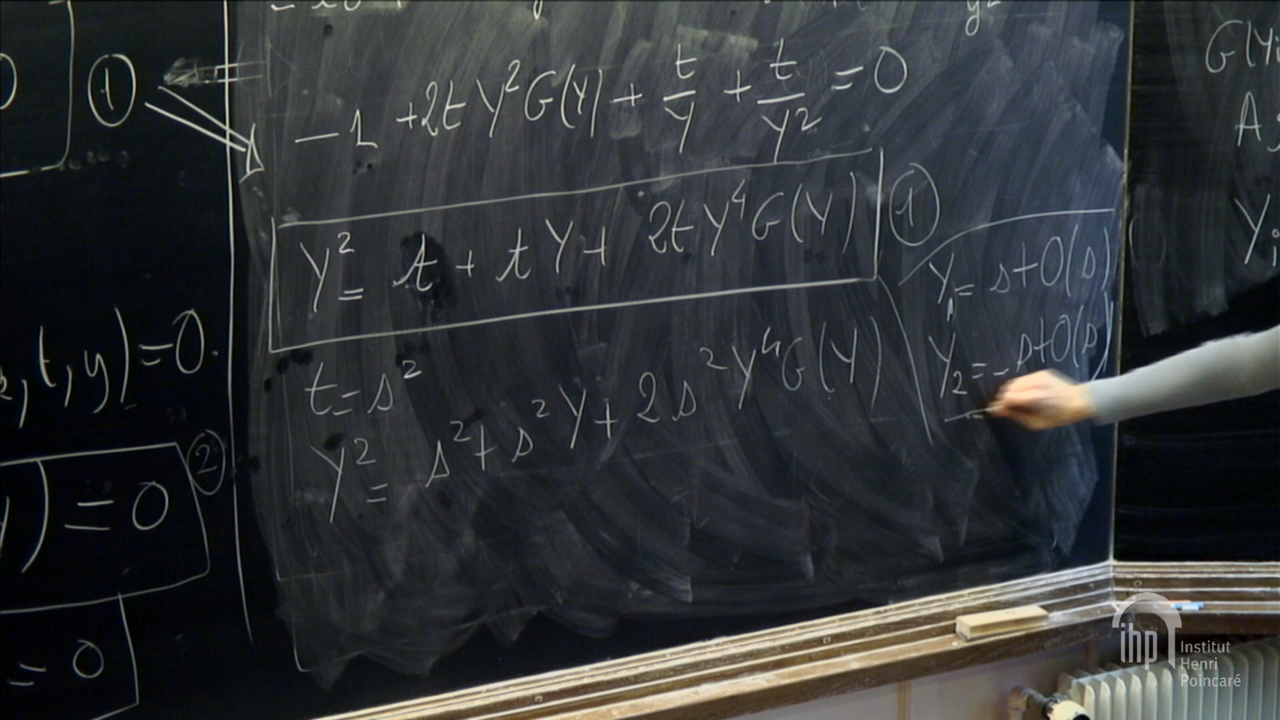 ①
-1 + 2tY²G(Y) + t/Y + t/Y² = 0
Y² = t + tY + 2tY⁴G(Y) ①
t = s²
Y² = s² + s²Y + 2s²Y⁴G(Y)
Y₁ = s + O(s)
Y₂ = -s + O(s)
, t, y) = 0.
) = 0 ②
= 0
G(Y
A
Y
ihp Institut
Henri
Poincaré